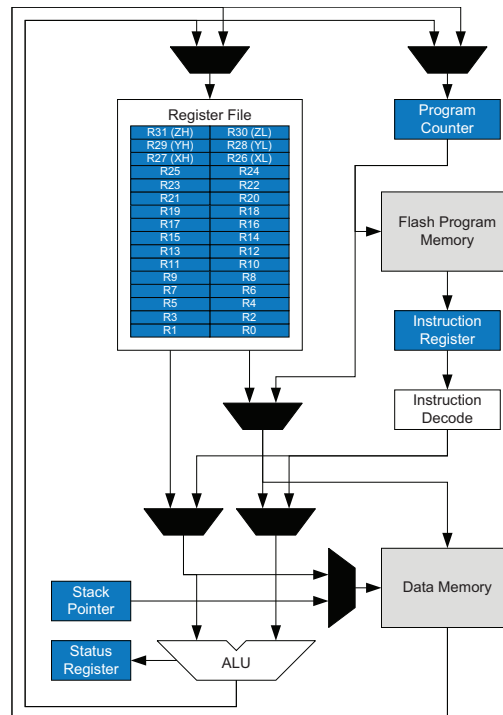 Register File
R31 (ZH) R30 (ZL)
R29 (YH) R28 (YL)
R27 (XH) R26 (XL)
R25 R24
R23 R22
R21 R20
R19 R18
R17 R16
R15 R14
R13 R12
R11 R10
R9 R8
R7 R6
R5 R4
R3 R2
R1 R0
Program
Counter
Flash Program
Memory
Instruction
Register
Instruction
Decode
Data Memory
Stack
Pointer
Status
Register
ALU